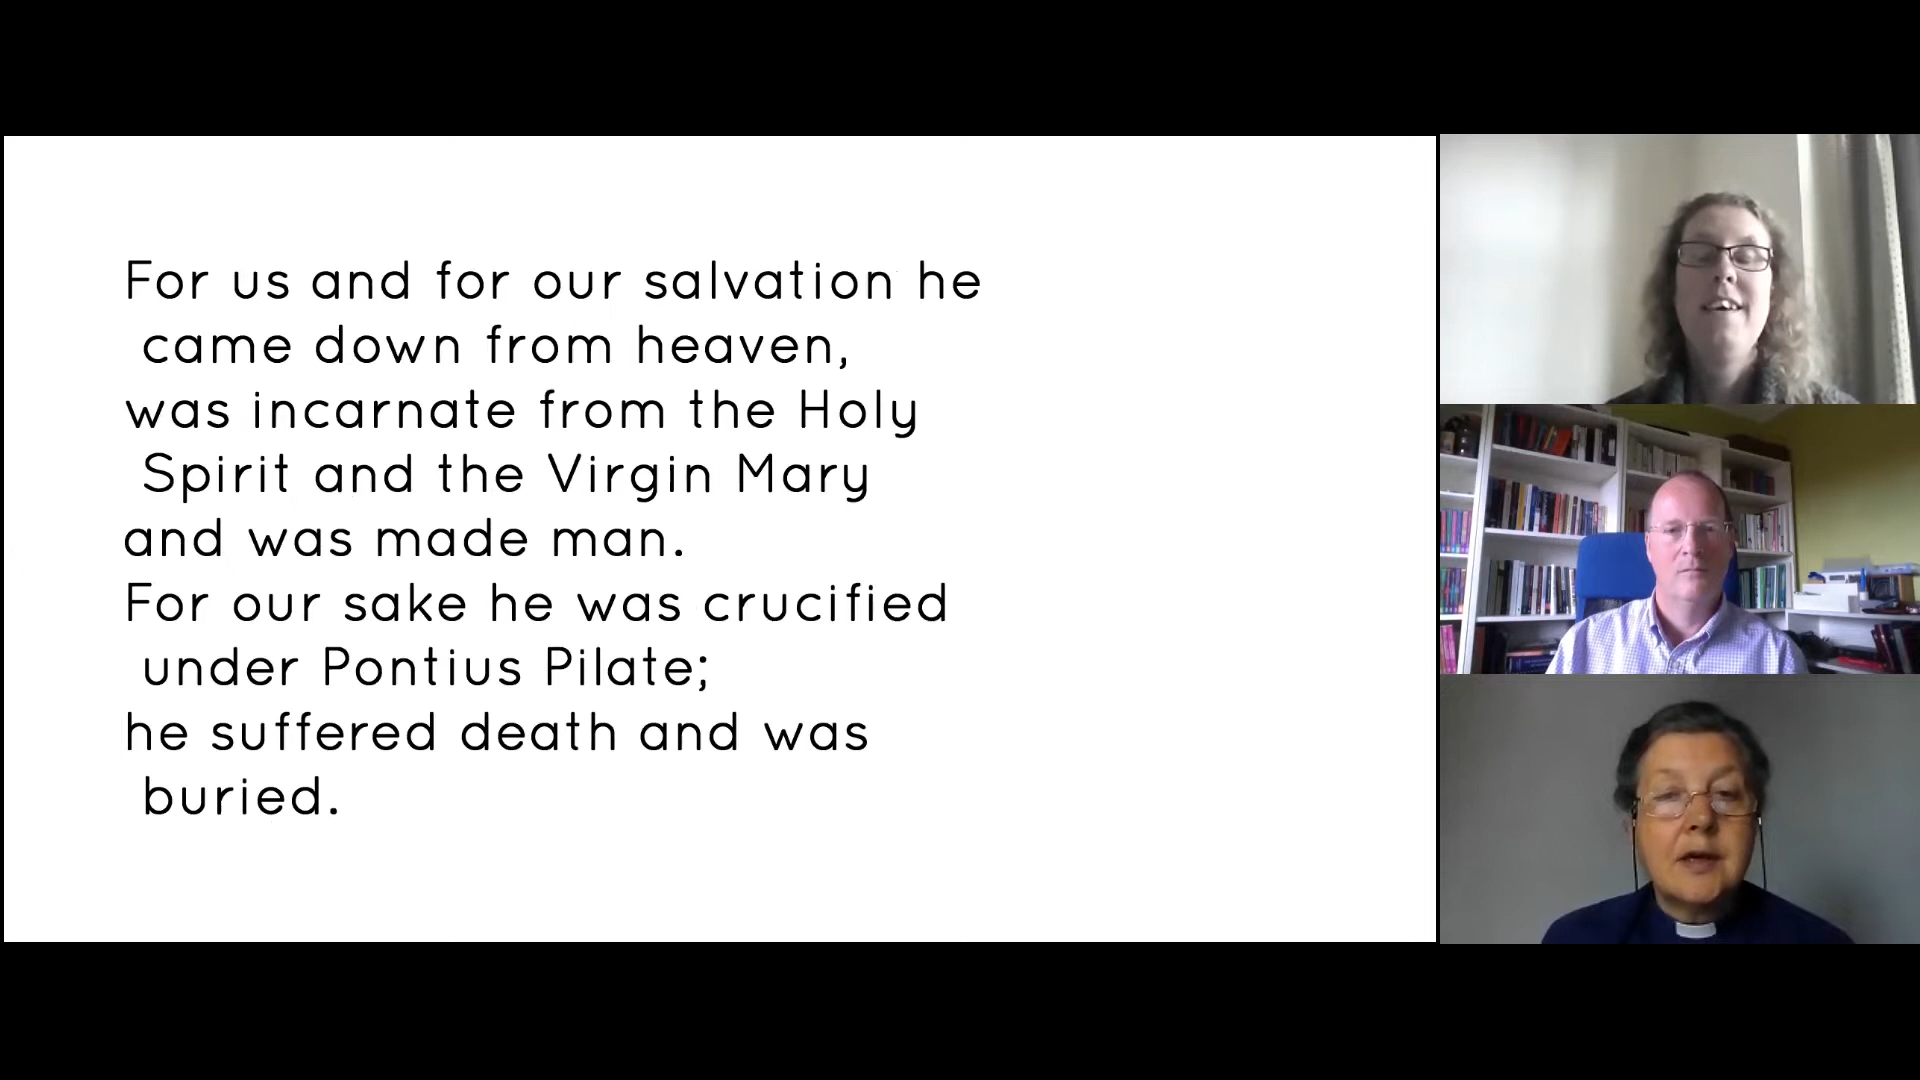 For us and for our salvation he
came down from heaven,
was incarnate from the Holy
Spirit and the Virgin Mary
and was made man.
For our sake he was crucified
under Pontius Pilate;
he suffered death and was
buried.